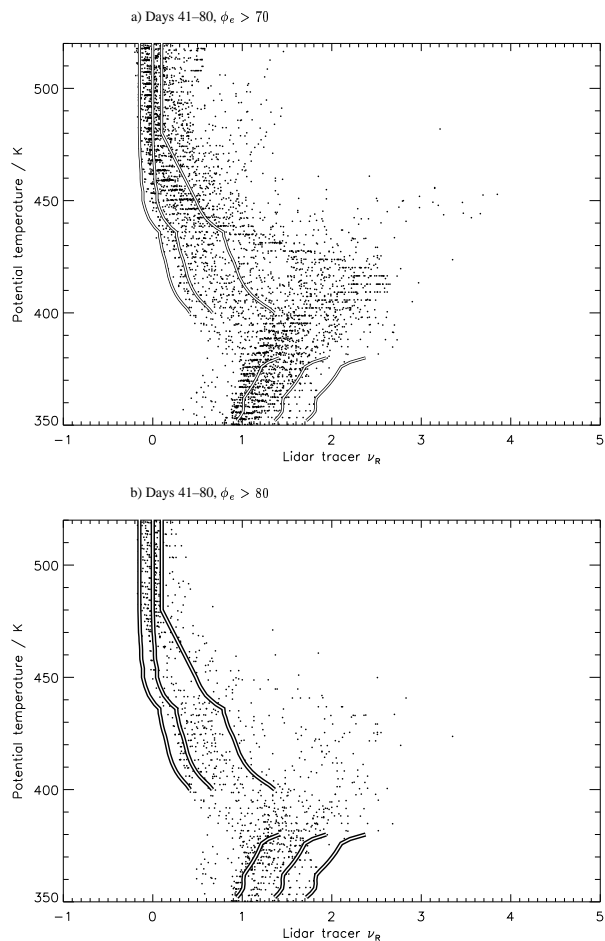 a) Days 41–80, ϕe > 70
500
450
400
350
Potential temperature / K
−1 0 1 2 3 4 5
Lidar tracer νR
b) Days 41–80, ϕe > 80
500
450
400
350
Potential temperature / K
−1 0 1 2 3 4 5
Lidar tracer νR